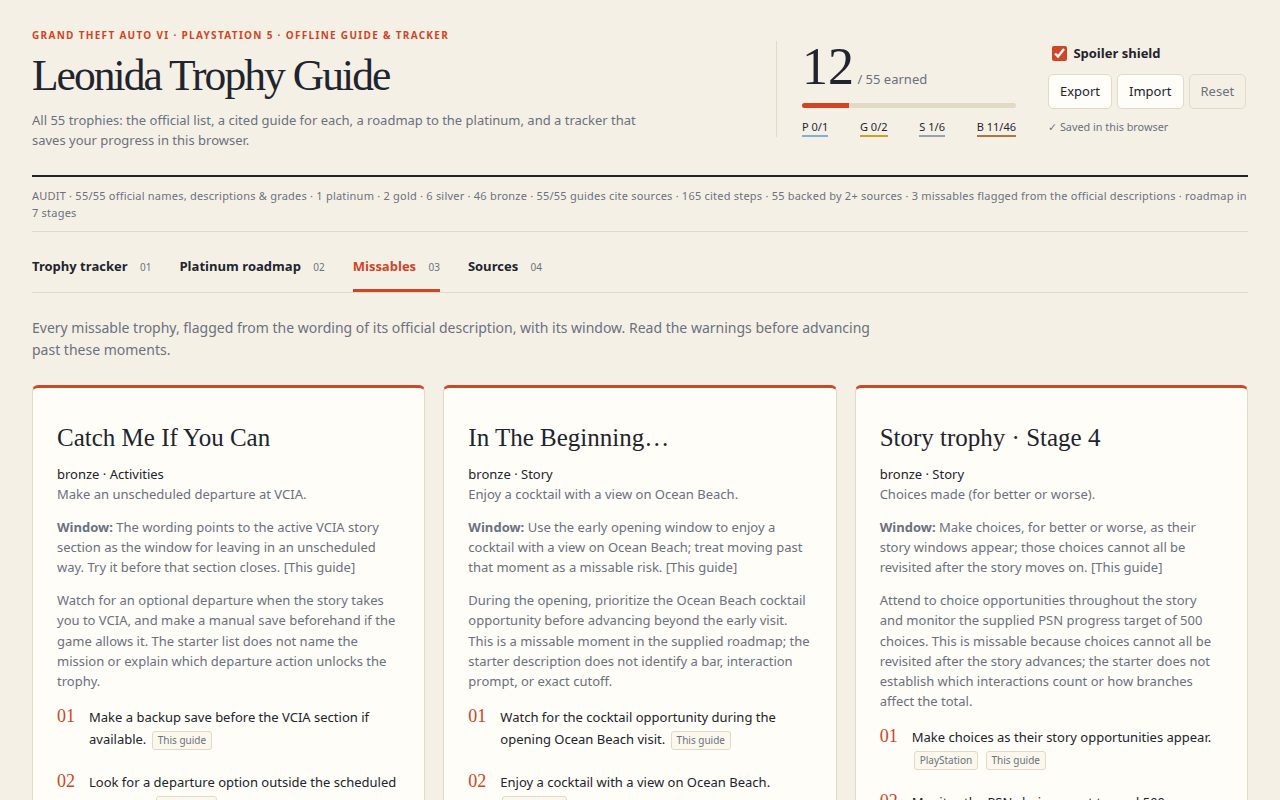 GRAND THEFT AUTO VI · PLAYSTATION 5 · OFFLINE GUIDE & TRACKER
Leonida Trophy Guide
All 55 trophies: the official list, a cited guide for each, a roadmap to the platinum, and a tracker that
saves your progress in this browser.
12 / 55 earned
P 0/1 G 0/2 S 1/6 B 11/46
Spoiler shield
Export Import Reset
✓ Saved in this browser
AUDIT · 55/55 official names, descriptions & grades · 1 platinum · 2 gold · 6 silver · 46 bronze · 55/55 guides cite sources · 165 cited steps · 55 backed by 2+ sources · 3 missables flagged from the official descriptions · roadmap in
7 stages
Trophy tracker 01 Platinum roadmap 02 Missables 03 Sources 04
Every missable trophy, flagged from the wording of its official description, with its window. Read the warnings before advancing
past these moments.
Catch Me If You Can
bronze · Activities
Make an unscheduled departure at VCIA.
Window: The wording points to the active VCIA story
section as the window for leaving in an unscheduled
way. Try it before that section closes. [This guide]
Watch for an optional departure when the story takes
you to VCIA, and make a manual save beforehand if the
game allows it. The starter list does not name the
mission or explain which departure action unlocks the
trophy.
01 Make a backup save before the VCIA section if
available. This guide
02 Look for a departure option outside the scheduled
In The Beginning…
bronze · Story
Enjoy a cocktail with a view on Ocean Beach.
Window: Use the early opening window to enjoy a
cocktail with a view on Ocean Beach; treat moving past
that moment as a missable risk. [This guide]
During the opening, prioritize the Ocean Beach cocktail
opportunity before advancing beyond the early visit.
This is a missable moment in the supplied roadmap; the
starter description does not identify a bar, interaction
prompt, or exact cutoff.
01 Watch for the cocktail opportunity during the
opening Ocean Beach visit. This guide
02 Enjoy a cocktail with a view on Ocean Beach.
Story trophy · Stage 4
bronze · Story
Choices made (for better or worse).
Window: Make choices, for better or worse, as their
story windows appear; those choices cannot all be
revisited after the story moves on. [This guide]
Attend to choice opportunities throughout the story
and monitor the supplied PSN progress target of 500
choices. This is missable because choices cannot all be
revisited after the story advances; the starter does not
establish which interactions count or how branches
affect the total.
01 Make choices as their story opportunities appear.
PlayStation This guide